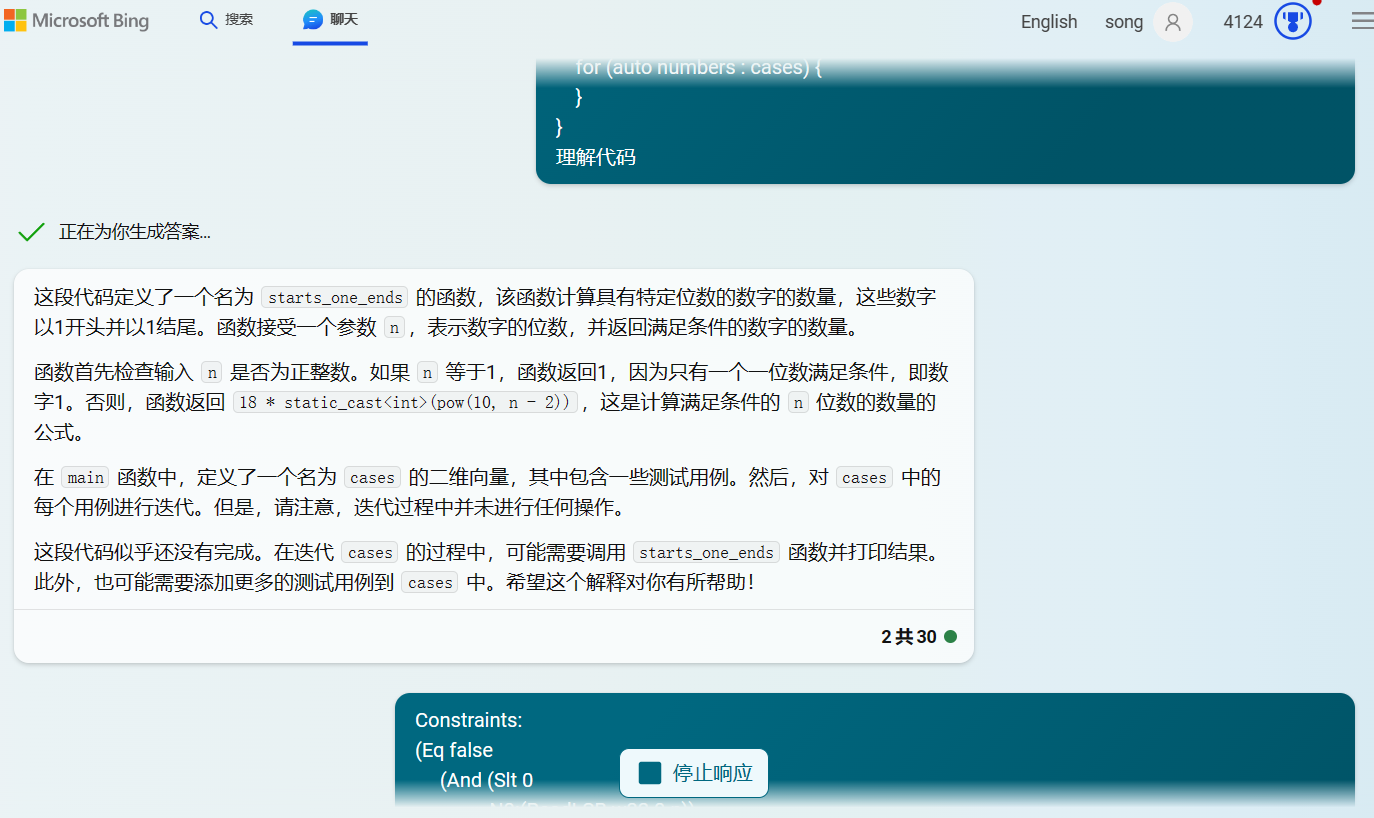 Microsoft Bing 搜索 聊天 English song 4124
for (auto numbers : cases) {
}
}
理解代码
正在为你生成答案...
这段代码定义了一个名为 starts_one_ends 的函数，该函数计算具有特定位数的数字的数量，这些数字
以1开头并以1结尾。函数接受一个参数 n，表示数字的位数，并返回满足条件的数字的数量。
函数首先检查输入 n 是否为正整数。如果 n 等于1，函数返回1，因为只有一个一位数满足条件，即数
字1。否则，函数返回 18 * static_cast<int>(pow(10, n - 2))，这是计算满足条件的 n 位数的数量的
公式。
在 main 函数中，定义了一个名为 cases 的二维向量，其中包含一些测试用例。然后，对 cases 中的
每个用例进行迭代。但是，请注意，迭代过程中并未进行任何操作。
这段代码似乎还没有完成。在迭代 cases 的过程中，可能需要调用 starts_one_ends 函数并打印结果。
此外，也可能需要添加更多的测试用例到 cases 中。希望这个解释对你有所帮助！
2 共 30
Constraints:
(Eq false
(And (Slt 0
停止响应